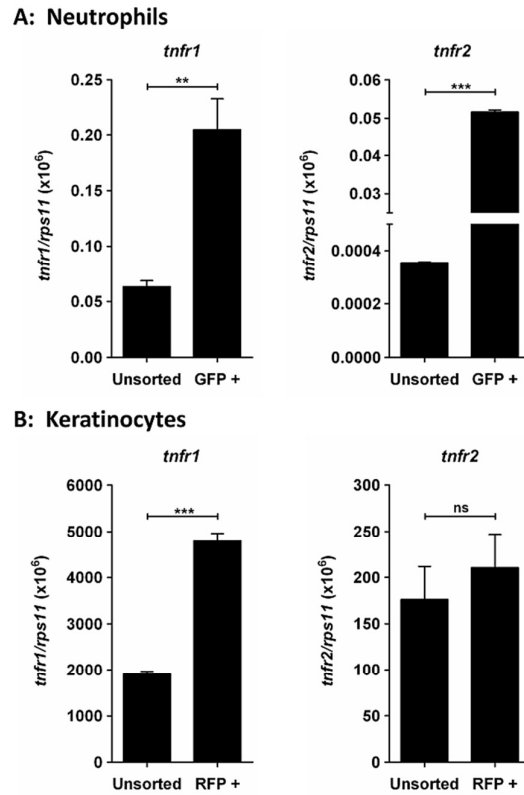 A: Neutrophils
tnfr1
**
tnfr1/rps11 (x10⁶)
0.25
0.20
0.15
0.10
0.05
0.00
Unsorted GFP +
tnfr2
***
tnfr2/rps11 (x10⁶)
0.06
0.05
0.04
0.03
0.0004
0.0002
0.0000
Unsorted GFP +
B: Keratinocytes
tnfr1
***
tnfr1/rps11 (x10⁶)
6000
5000
4000
3000
2000
1000
0
Unsorted RFP +
tnfr2
ns
tnfr2/rps11 (x10⁶)
300
250
200
150
100
50
0
Unsorted RFP +